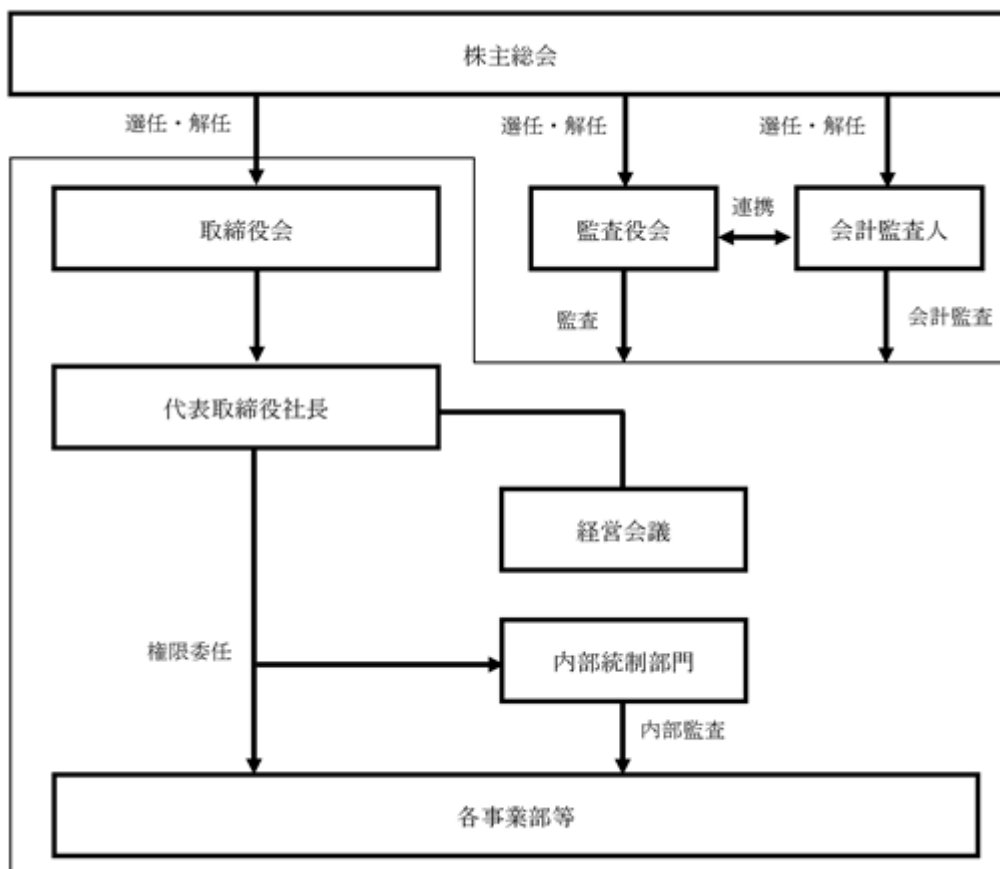 株主総会
選任・解任
選任・解任
選任・解任
取締役会
監査役会
連携
会計監査人
監査
会計監査
代表取締役社長
経営会議
権限委任
内部統制部門
内部監査
各事業部等